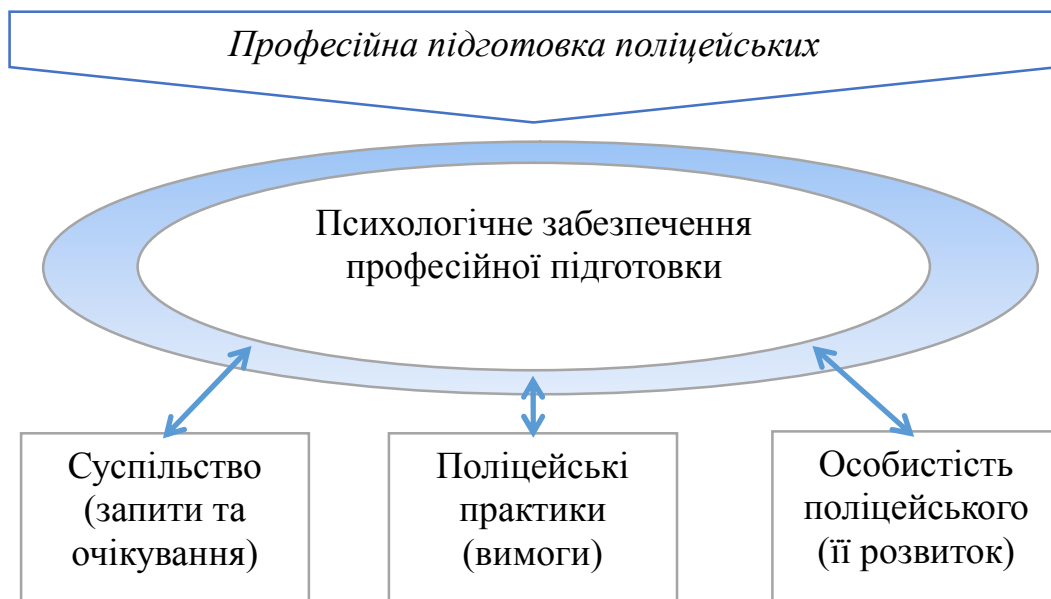 Професійна підготовка поліцейських
Психологічне забезпечення
професійної підготовки
Суспільство
(запити та
очікування)
Поліцейські
практики
(вимоги)
Особистість
поліцейського
(її розвиток)